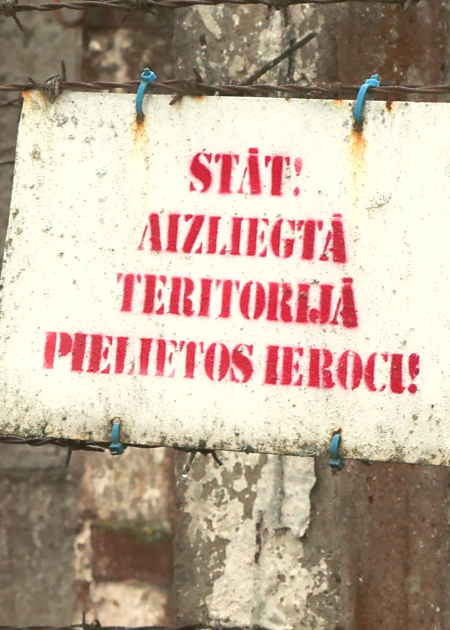 STĀT!
AIZLIEGTĀ
TERITORIJĀ
PIELIETOS IEROCI!